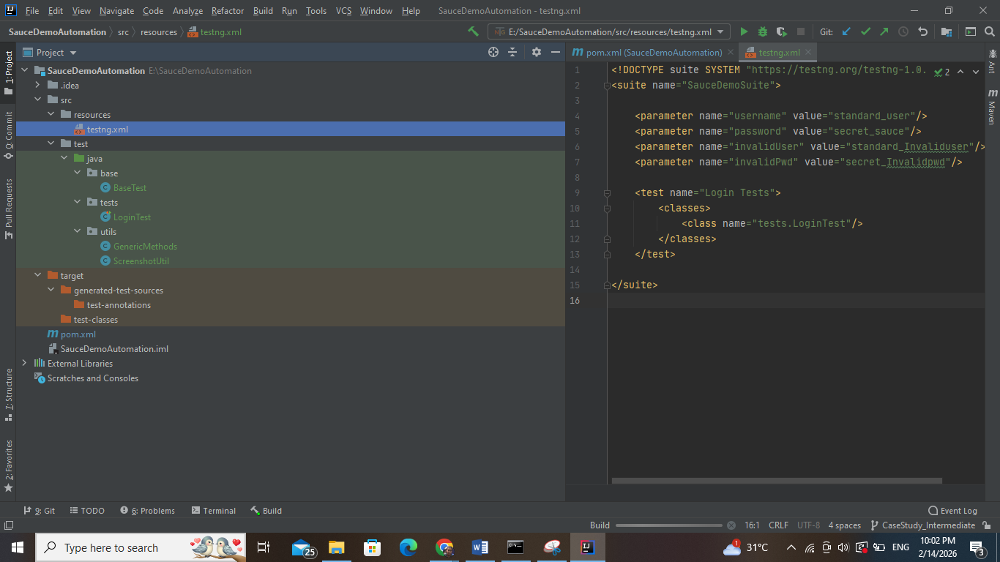 File Edit View Navigate Code Analyze Refactor Build Run Tools VCS Window Help SauceDemoAutomation - testng.xml
SauceDemoAutomation src resources testng.xml E:/SauceDemoAutomation/src/resources/testng.xml Git:
Project
pom.xml (SauceDemoAutomation) testng.xml
1: Project
0: Commit
Pull Requests
7: Structure
2: Favorites
SauceDemoAutomation E:\SauceDemoAutomation
.idea
src
resources
testng.xml
test
java
base
BaseTest
tests
LoginTest
utils
GenericMethods
ScreenshotUtil
target
generated-test-sources
test-annotations
test-classes
pom.xml
SauceDemoAutomation.iml
External Libraries
Scratches and Consoles
1 <!DOCTYPE suite SYSTEM "https://testng.org/testng-1.0. 2
2 <suite name="SauceDemoSuite">
3
4 <parameter name="username" value="standard_user"/>
5 <parameter name="password" value="secret_sauce"/>
6 <parameter name="invalidUser" value="standard_Invaliduser"/>
7 <parameter name="invalidPwd" value="secret_Invalidpwd"/>
8
9 <test name="Login Tests">
10 <classes>
11 <class name="tests.LoginTest"/>
12 </classes>
13 </test>
14
15 </suite>
16
Ant
Maven
9: Git TODO 6: Problems Terminal Build Event Log
Build 16:1 CRLF UTF-8 4 spaces CaseStudy_Intermediate
Type here to search 25 1 31°C ENG 10:02 PM
2/14/2026 3